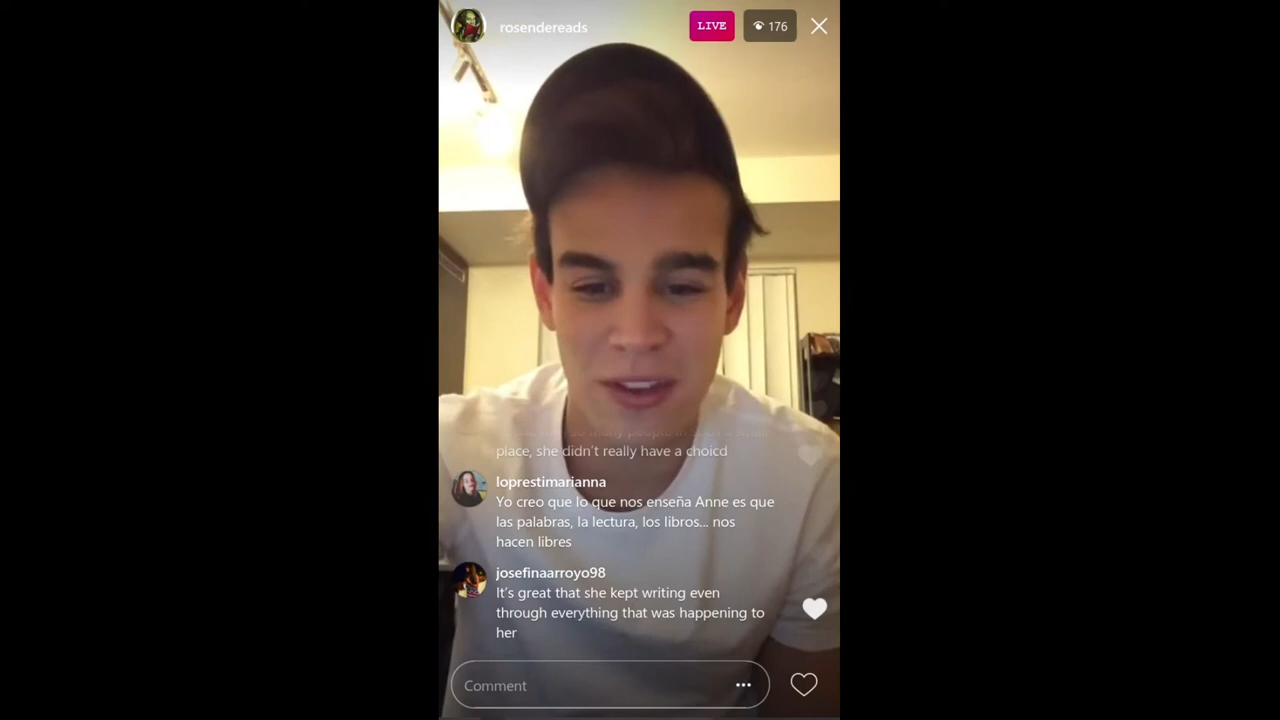 rosendereads
LIVE
176
place, she didn't really have a choicd
loprestimarianna
Yo creo que lo que nos enseña Anne es que
las palabras, la lectura, los libros... nos
hacen libres
josefinaarroyo98
It's great that she kept writing even
through everything that was happening to
her
Comment